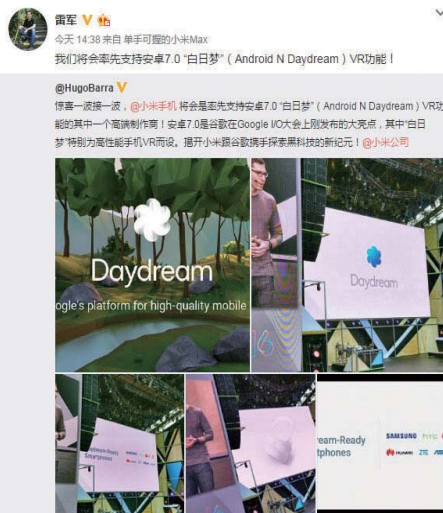 雷军
今天 14:38 来自 单手可握的小米Max
我们将会率先支持安卓7.0 “白日梦”（Android N Daydream）VR功能！
@HugoBarra
惊喜一波接一波，@小米手机 将会是率先支持安卓7.0 “白日梦”（Android N Daydream）VR功
能的其中一个高端制作商！安卓7.0是谷歌在Google I/O大会上刚发布的大亮点，其中“白日
梦”特别为高性能手机VR而设。揭开小米跟谷歌携手探索黑科技的新纪元！@小米公司
Daydream
ogle's platform for high-quality mobile
Daydream
16
ydream-Ready
Smartphones
eam-Ready
tphones
SAMSUNG
HUAWEI ZTE